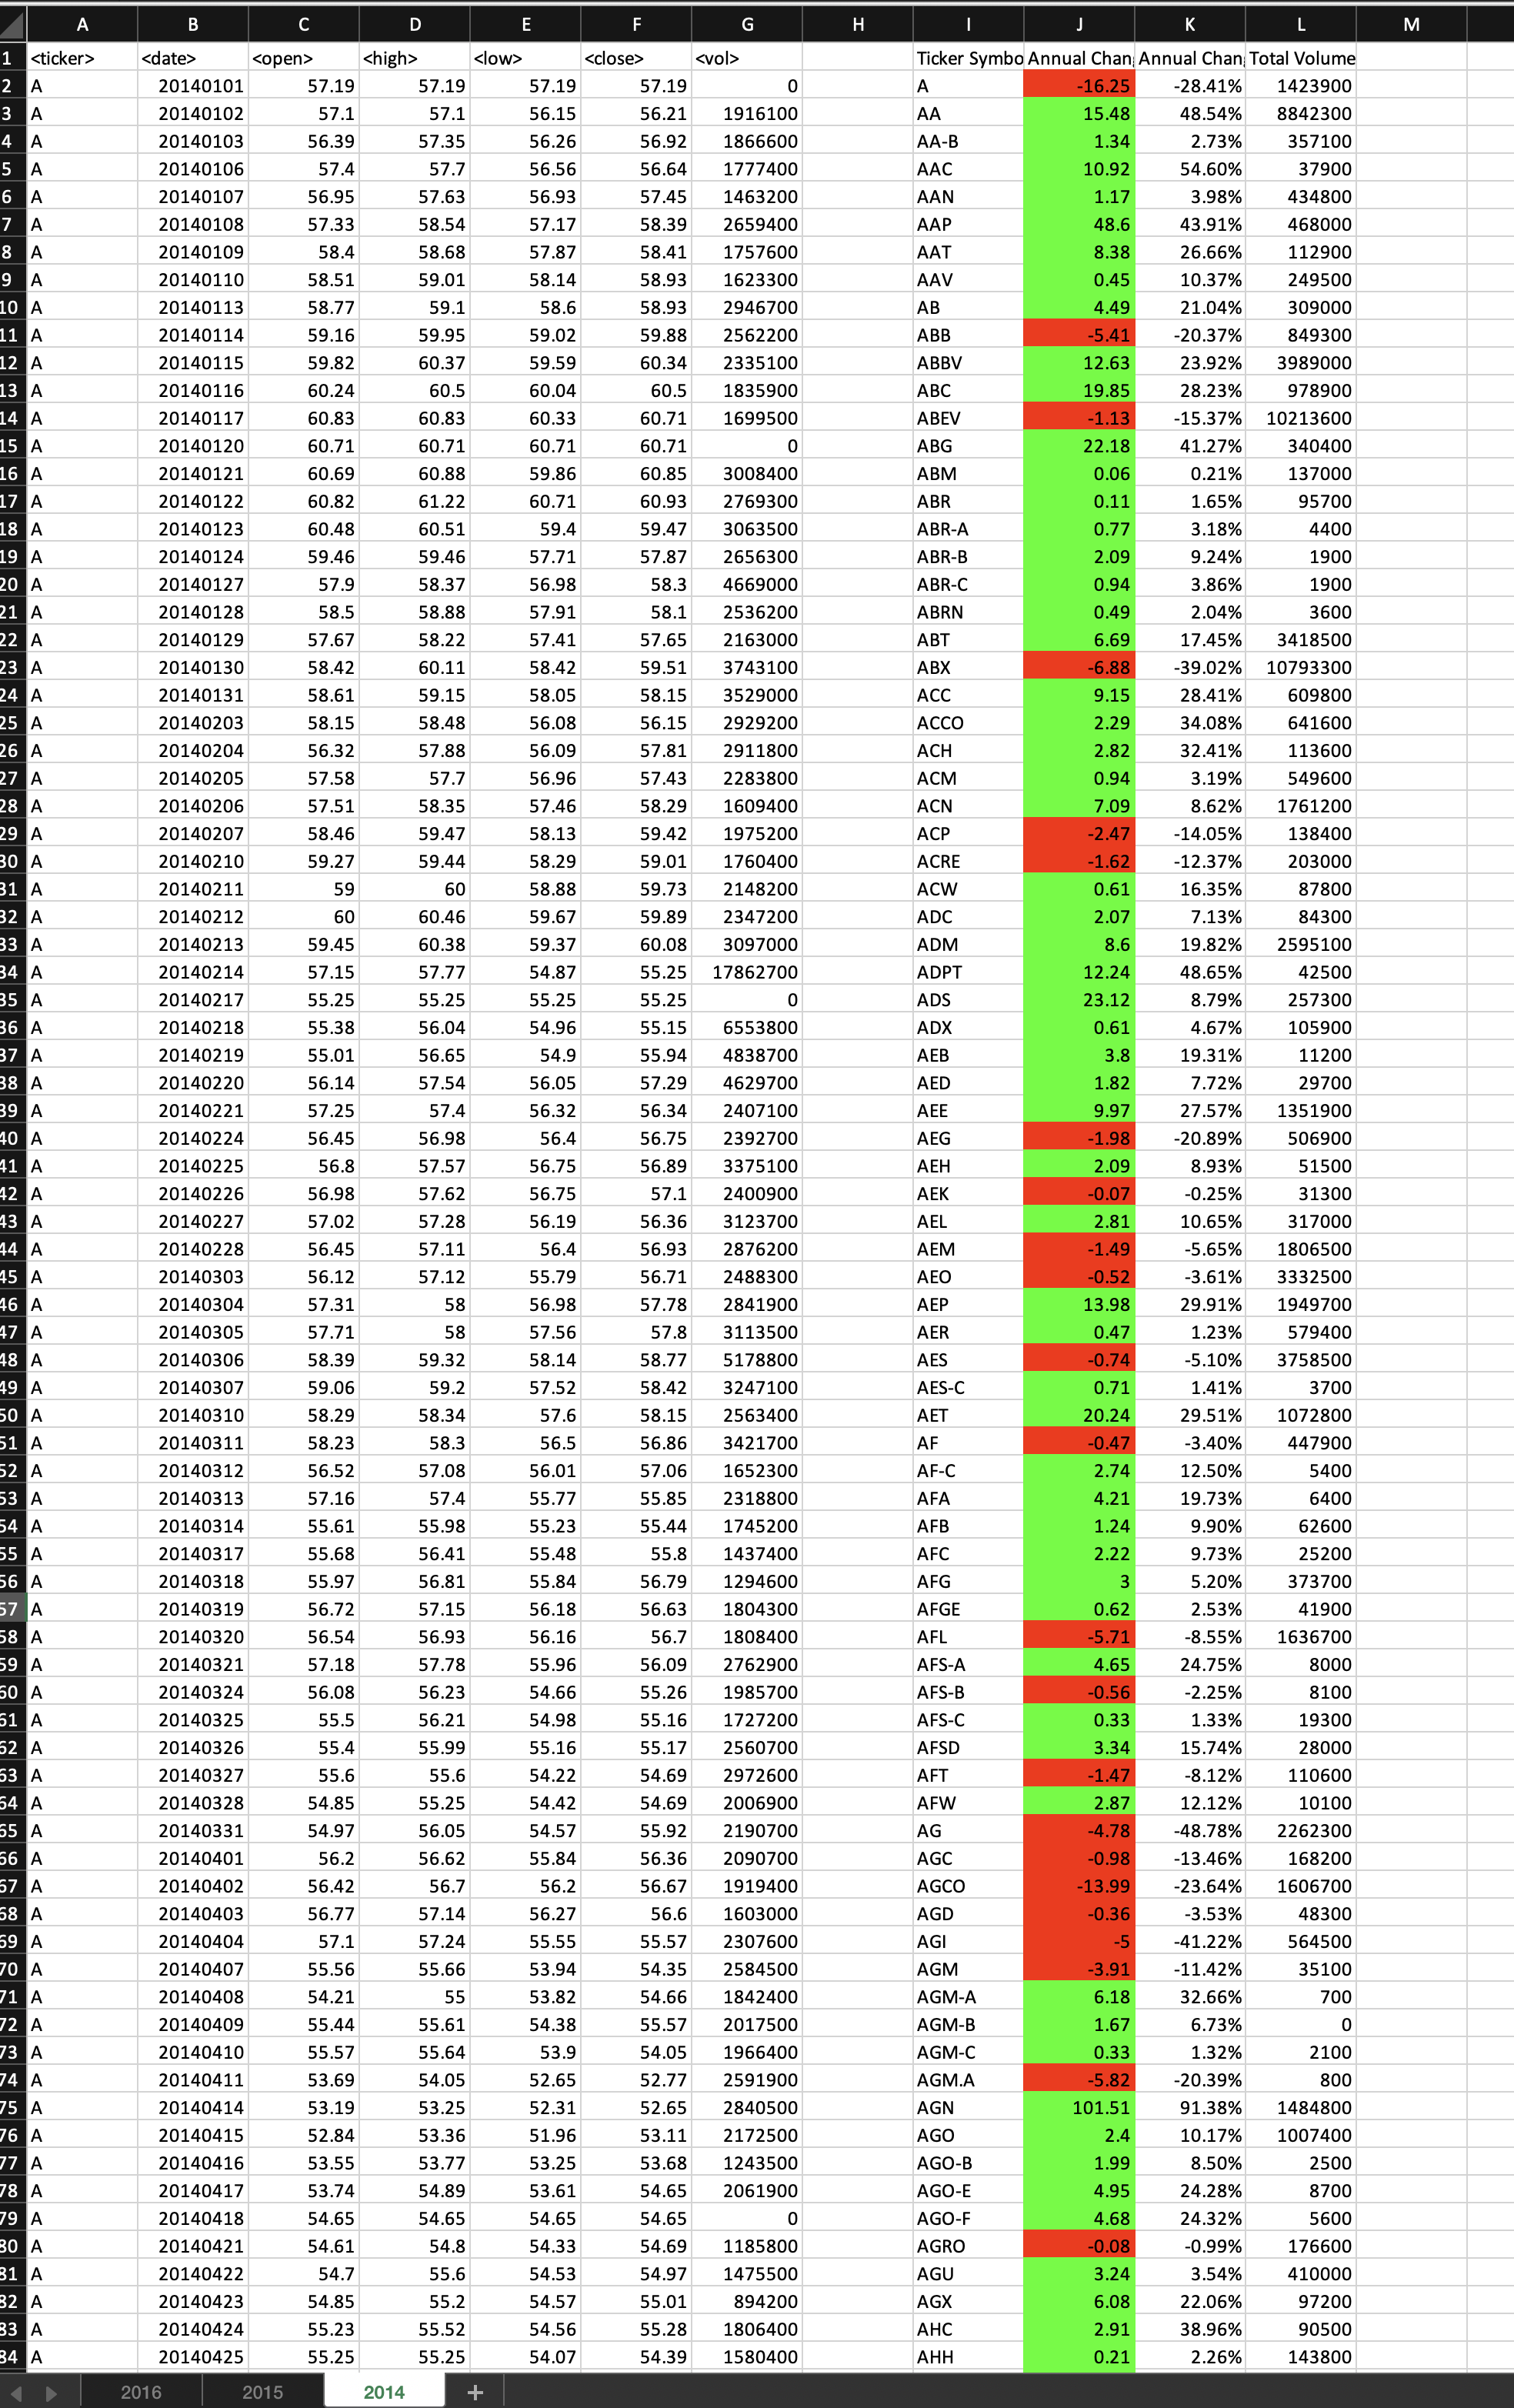 A B C D E F G H I J K L M
1 <ticker> <date> <open> <high> <low> <close> <vol> Ticker Symbo Annual Chan Annual Chan Total Volume
2 A 20140101 57.19 57.19 57.19 57.19 0 A -16.25 -28.41% 1423900
3 A 20140102 57.1 57.1 56.15 56.21 1916100 AA 15.48 48.54% 8842300
4 A 20140103 56.39 57.35 56.26 56.92 1866600 AA-B 1.34 2.73% 357100
5 A 20140106 57.4 57.7 56.56 56.64 1777400 AAC 10.92 54.60% 37900
6 A 20140107 56.95 57.63 56.93 57.45 1463200 AAN 1.17 3.98% 434800
7 A 20140108 57.33 58.54 57.17 58.39 2659400 AAP 48.6 43.91% 468000
8 A 20140109 58.4 58.68 57.87 58.41 1757600 AAT 8.38 26.66% 112900
9 A 20140110 58.51 59.01 58.14 58.93 1623300 AAV 0.45 10.37% 249500
10 A 20140113 58.77 59.1 58.6 58.93 2946700 AB 4.49 21.04% 309000
11 A 20140114 59.16 59.95 59.02 59.88 2562200 ABB -5.41 -20.37% 849300
12 A 20140115 59.82 60.37 59.59 60.34 2335100 ABBV 12.63 23.92% 3989000
13 A 20140116 60.24 60.5 60.04 60.5 1835900 ABC 19.85 28.23% 978900
14 A 20140117 60.83 60.83 60.33 60.71 1699500 ABEV -1.13 -15.37% 10213600
15 A 20140120 60.71 60.71 60.71 60.71 0 ABG 22.18 41.27% 340400
16 A 20140121 60.69 60.88 59.86 60.85 3008400 ABM 0.06 0.21% 137000
17 A 20140122 60.82 61.22 60.71 60.93 2769300 ABR 0.11 1.65% 95700
18 A 20140123 60.48 60.51 59.4 59.47 3063500 ABR-A 0.77 3.18% 4400
19 A 20140124 59.46 59.46 57.71 57.87 2656300 ABR-B 2.09 9.24% 1900
20 A 20140127 57.9 58.37 56.98 58.3 4669000 ABR-C 0.94 3.86% 1900
21 A 20140128 58.5 58.88 57.91 58.1 2536200 ABRN 0.49 2.04% 3600
22 A 20140129 57.67 58.22 57.41 57.65 2163000 ABT 6.69 17.45% 3418500
23 A 20140130 58.42 60.11 58.42 59.51 3743100 ABX -6.88 -39.02% 10793300
24 A 20140131 58.61 59.15 58.05 58.15 3529000 ACC 9.15 28.41% 609800
25 A 20140203 58.15 58.48 56.08 56.15 2929200 ACCO 2.29 34.08% 641600
26 A 20140204 56.32 57.88 56.09 57.81 2911800 ACH 2.82 32.41% 113600
27 A 20140205 57.58 57.7 56.96 57.43 2283800 ACM 0.94 3.19% 549600
28 A 20140206 57.51 58.35 57.46 58.29 1609400 ACN 7.09 8.62% 1761200
29 A 20140207 58.46 59.47 58.13 59.42 1975200 ACP -2.47 -14.05% 138400
30 A 20140210 59.27 59.44 58.29 59.01 1760400 ACRE -1.62 -12.37% 203000
31 A 20140211 59 60 58.88 59.73 2148200 ACW 0.61 16.35% 87800
32 A 20140212 60 60.46 59.67 59.89 2347200 ADC 2.07 7.13% 84300
33 A 20140213 59.45 60.38 59.37 60.08 3097000 ADM 8.6 19.82% 2595100
34 A 20140214 57.15 57.77 54.87 55.25 17862700 ADPT 12.24 48.65% 42500
35 A 20140217 55.25 55.25 55.25 55.25 0 ADS 23.12 8.79% 257300
36 A 20140218 55.38 56.04 54.96 55.15 6553800 ADX 0.61 4.67% 105900
37 A 20140219 55.01 56.65 54.9 55.94 4838700 AEB 3.8 19.31% 11200
38 A 20140220 56.14 57.54 56.05 57.29 4629700 AED 1.82 7.72% 29700
39 A 20140221 57.25 57.4 56.32 56.34 2407100 AEE 9.97 27.57% 1351900
40 A 20140224 56.45 56.98 56.4 56.75 2392700 AEG -1.98 -20.89% 506900
41 A 20140225 56.8 57.57 56.75 56.89 3375100 AEH 2.09 8.93% 51500
42 A 20140226 56.98 57.62 56.75 57.1 2400900 AEK -0.07 -0.25% 31300
43 A 20140227 57.02 57.28 56.19 56.36 3123700 AEL 2.81 10.65% 317000
44 A 20140228 56.45 57.11 56.4 56.93 2876200 AEM -1.49 -5.65% 1806500
45 A 20140303 56.12 57.12 55.79 56.71 2488300 AEO -0.52 -3.61% 3332500
46 A 20140304 57.31 58 56.98 57.78 2841900 AEP 13.98 29.91% 1949700
47 A 20140305 57.71 58 57.56 57.8 3113500 AER 0.47 1.23% 579400
48 A 20140306 58.39 59.32 58.14 58.77 5178800 AES -0.74 -5.10% 3758500
49 A 20140307 59.06 59.2 57.52 58.42 3247100 AES-C 0.71 1.41% 3700
50 A 20140310 58.29 58.34 57.6 58.15 2563400 AET 20.24 29.51% 1072800
51 A 20140311 58.23 58.3 56.5 56.86 3421700 AF -0.47 -3.40% 447900
52 A 20140312 56.52 57.08 56.01 57.06 1652300 AF-C 2.74 12.50% 5400
53 A 20140313 57.16 57.4 55.77 55.85 2318800 AFA 4.21 19.73% 6400
54 A 20140314 55.61 55.98 55.23 55.44 1745200 AFB 1.24 9.90% 62600
55 A 20140317 55.68 56.41 55.48 55.8 1437400 AFC 2.22 9.73% 25200
56 A 20140318 55.97 56.81 55.84 56.79 1294600 AFG 3 5.20% 373700
57 A 20140319 56.72 57.15 56.18 56.63 1804300 AFGE 0.62 2.53% 41900
58 A 20140320 56.54 56.93 56.16 56.7 1808400 AFL -5.71 -8.55% 1636700
59 A 20140321 57.18 57.78 55.96 56.09 2762900 AFS-A 4.65 24.75% 8000
60 A 20140324 56.08 56.23 54.66 55.26 1985700 AFS-B -0.56 -2.25% 8100
61 A 20140325 55.5 56.21 54.98 55.16 1727200 AFS-C 0.33 1.33% 19300
62 A 20140326 55.4 55.99 55.16 55.17 2560700 AFSD 3.34 15.74% 28000
63 A 20140327 55.6 55.6 54.22 54.69 2972600 AFT -1.47 -8.12% 110600
64 A 20140328 54.85 55.25 54.42 54.69 2006900 AFW 2.87 12.12% 10100
65 A 20140331 54.97 56.05 54.57 55.92 2190700 AG -4.78 -48.78% 2262300
66 A 20140401 56.2 56.62 55.84 56.36 2090700 AGC -0.98 -13.46% 168200
67 A 20140402 56.42 56.7 56.2 56.67 1919400 AGCO -13.99 -23.64% 1606700
68 A 20140403 56.77 57.14 56.27 56.6 1603000 AGD -0.36 -3.53% 48300
69 A 20140404 57.1 57.24 55.55 55.57 2307600 AGI -5 -41.22% 564500
70 A 20140407 55.56 55.66 53.94 54.35 2584500 AGM -3.91 -11.42% 35100
71 A 20140408 54.21 55 53.82 54.66 1842400 AGM-A 6.18 32.66% 700
72 A 20140409 55.44 55.61 54.38 55.57 2017500 AGM-B 1.67 6.73% 0
73 A 20140410 55.57 55.64 53.9 54.05 1966400 AGM-C 0.33 1.32% 2100
74 A 20140411 53.69 54.05 52.65 52.77 2591900 AGM.A -5.82 -20.39% 800
75 A 20140414 53.19 53.25 52.31 52.65 2840500 AGN 101.51 91.38% 1484800
76 A 20140415 52.84 53.36 51.96 53.11 2172500 AGO 2.4 10.17% 1007400
77 A 20140416 53.55 53.77 53.25 53.68 1243500 AGO-B 1.99 8.50% 2500
78 A 20140417 53.74 54.89 53.61 54.65 2061900 AGO-E 4.95 24.28% 8700
79 A 20140418 54.65 54.65 54.65 54.65 0 AGO-F 4.68 24.32% 5600
80 A 20140421 54.61 54.8 54.33 54.69 1185800 AGRO -0.08 -0.99% 176600
81 A 20140422 54.7 55.6 54.53 54.97 1475500 AGU 3.24 3.54% 410000
82 A 20140423 54.85 55.2 54.57 55.01 894200 AGX 6.08 22.06% 97200
83 A 20140424 55.23 55.52 54.56 55.28 1806400 AHC 2.91 38.96% 90500
84 A 20140425 55.25 55.25 54.07 54.39 1580400 AHH 0.21 2.26% 143800
2016 2015 2014 +